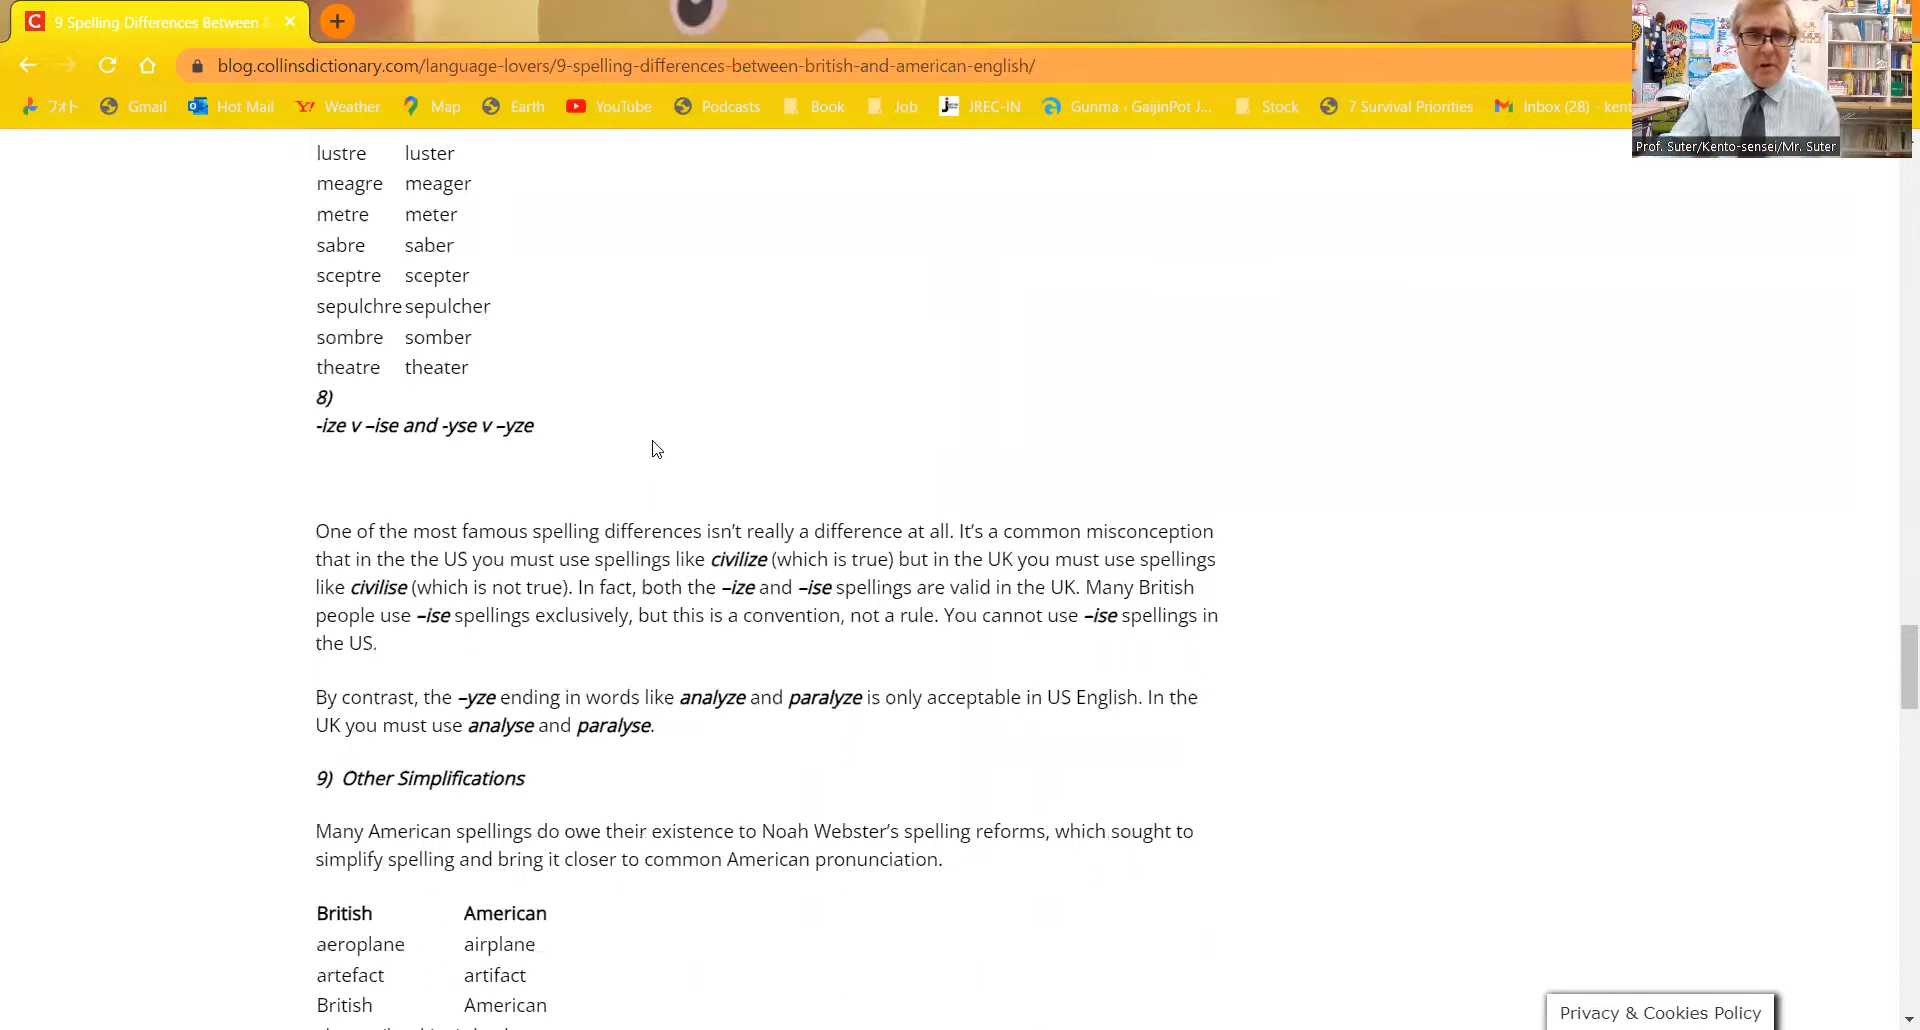 9 Spelling Differences Between
blog.collinsdictionary.com/language-lovers/9-spelling-differences-between-british-and-american-english/
フォト Gmail Hot Mail Weather Map Earth YouTube Podcasts Book Job JREC-IN Gunma ‹ GaijinPot J... Stock 7 Survival Priorities Inbox (28) - kent
Prof. Suter/Kento-sensei/Mr. Suter
lustre luster
meagre meager
metre meter
sabre saber
sceptre scepter
sepulchre sepulcher
sombre somber
theatre theater
8)
-ize v –ise and -yse v –yze
One of the most famous spelling differences isn’t really a difference at all. It’s a common misconception
that in the the US you must use spellings like civilize (which is true) but in the UK you must use spellings
like civilise (which is not true). In fact, both the –ize and –ise spellings are valid in the UK. Many British
people use –ise spellings exclusively, but this is a convention, not a rule. You cannot use –ise spellings in
the US.
By contrast, the –yze ending in words like analyze and paralyze is only acceptable in US English. In the
UK you must use analyse and paralyse.
9) Other Simplifications
Many American spellings do owe their existence to Noah Webster’s spelling reforms, which sought to
simplify spelling and bring it closer to common American pronunciation.
British American
aeroplane airplane
artefact artifact
British American
Privacy & Cookies Policy